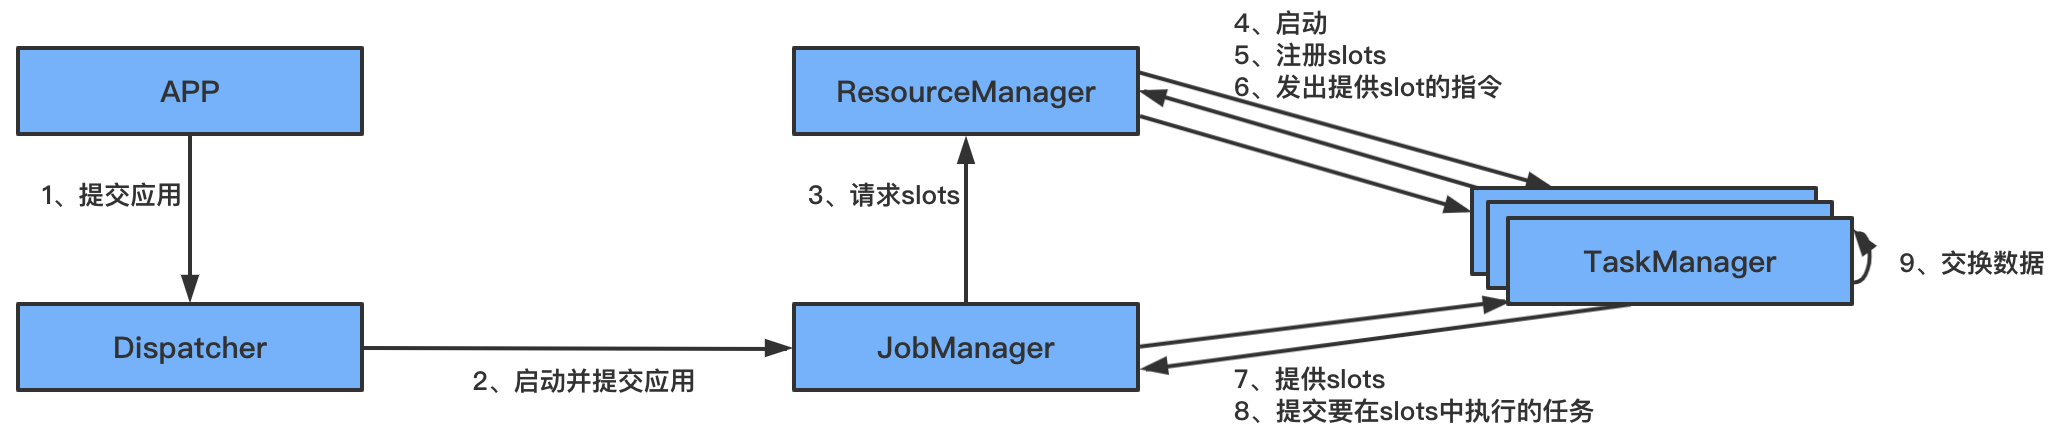 APP
ResourceManager
4、启动
5、注册slots
6、发出提供slot的指令
1、提交应用
3、请求slots
TaskManager
9、交换数据
Dispatcher
2、启动并提交应用
JobManager
7、提供slots
8、提交要在slots中执行的任务